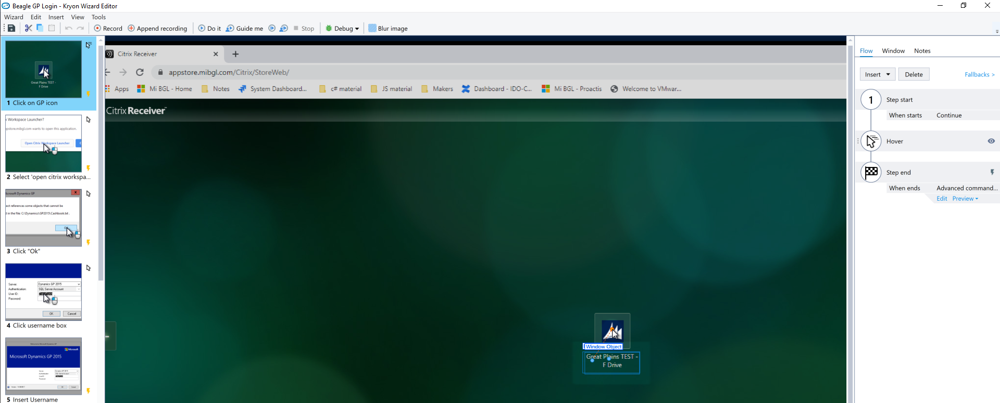 Beagle GP Login - Kryon Wizard Editor
Wizard Edit Insert View Tools
Record Append recording Do it Guide me Stop Debug Blur image
Great Plains TEST -
F Drive
1 Click on GP icon
Workspace Launcher?
pstore.mibgl.com wants to open this application.
Open Citrix Workspace Launcher
2 Select 'open citrix workspa...
icrosoft Dynamics GP
ect references some objects that cannot be
d in the file: C:\Dynamics\GP2015\Cashbook.txt .
3 Click "Ok"
Server: Dynamics GP 2015
Authentication: SQL Server Account
User ID:
Password:
OK Cancel
4 Click username box
Microsoft
Microsoft Dynamics GP 2015
5 Insert Username
Citrix Receiver
appstore.mibgl.com/Citrix/StoreWeb/
Apps Mi BGL - Home Notes System Dashboard... c# material JS material Makers Dashboard - IDO-C... Mi BGL - Proactis Welcome to VMwar...
Citrix Receiver™
Window Object
Great Plains TEST -
F Drive
Flow Window Notes
Insert Delete Fallbacks >
1 Step start
When starts Continue
Hover
Step end
When ends Advanced command...
Edit Preview